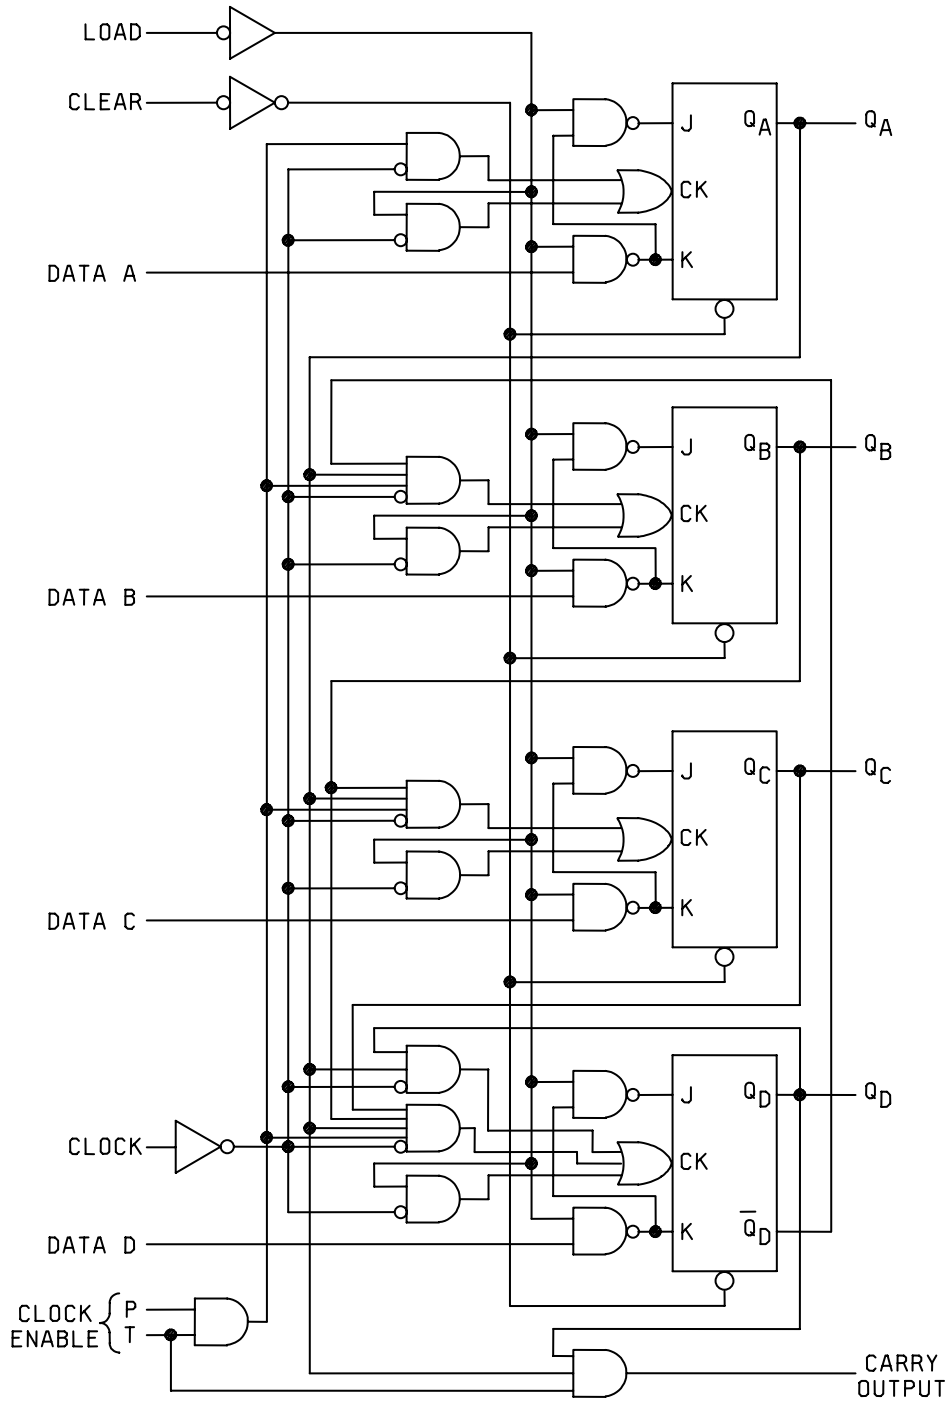 LOAD
CLEAR
J
Q_A
Q_A
CK
DATA A
K
J
Q_B
Q_B
CK
DATA B
K
J
Q_C
Q_C
CK
DATA C
K
J
Q_D
Q_D
CLOCK
CK
DATA D
K
Q̅_D
CLOCK
ENABLE
{
P
T
CARRY
OUTPUT